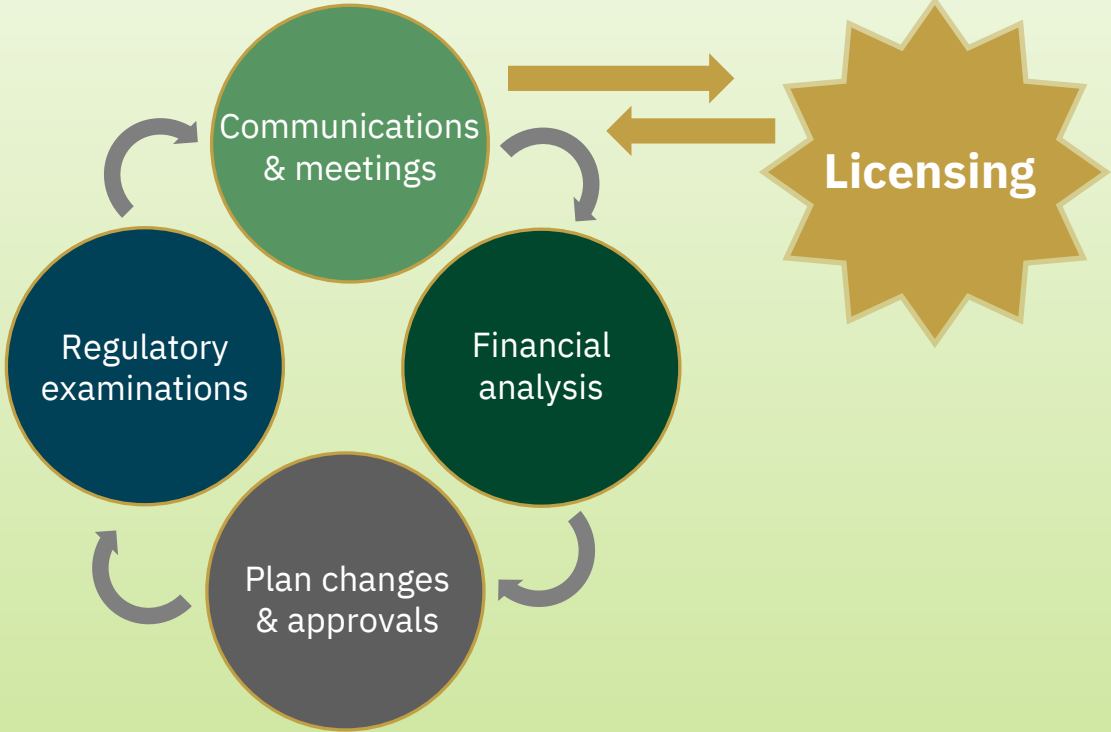 Communications
& meetings
Licensing
Regulatory
examinations
Financial
analysis
Plan changes
& approvals